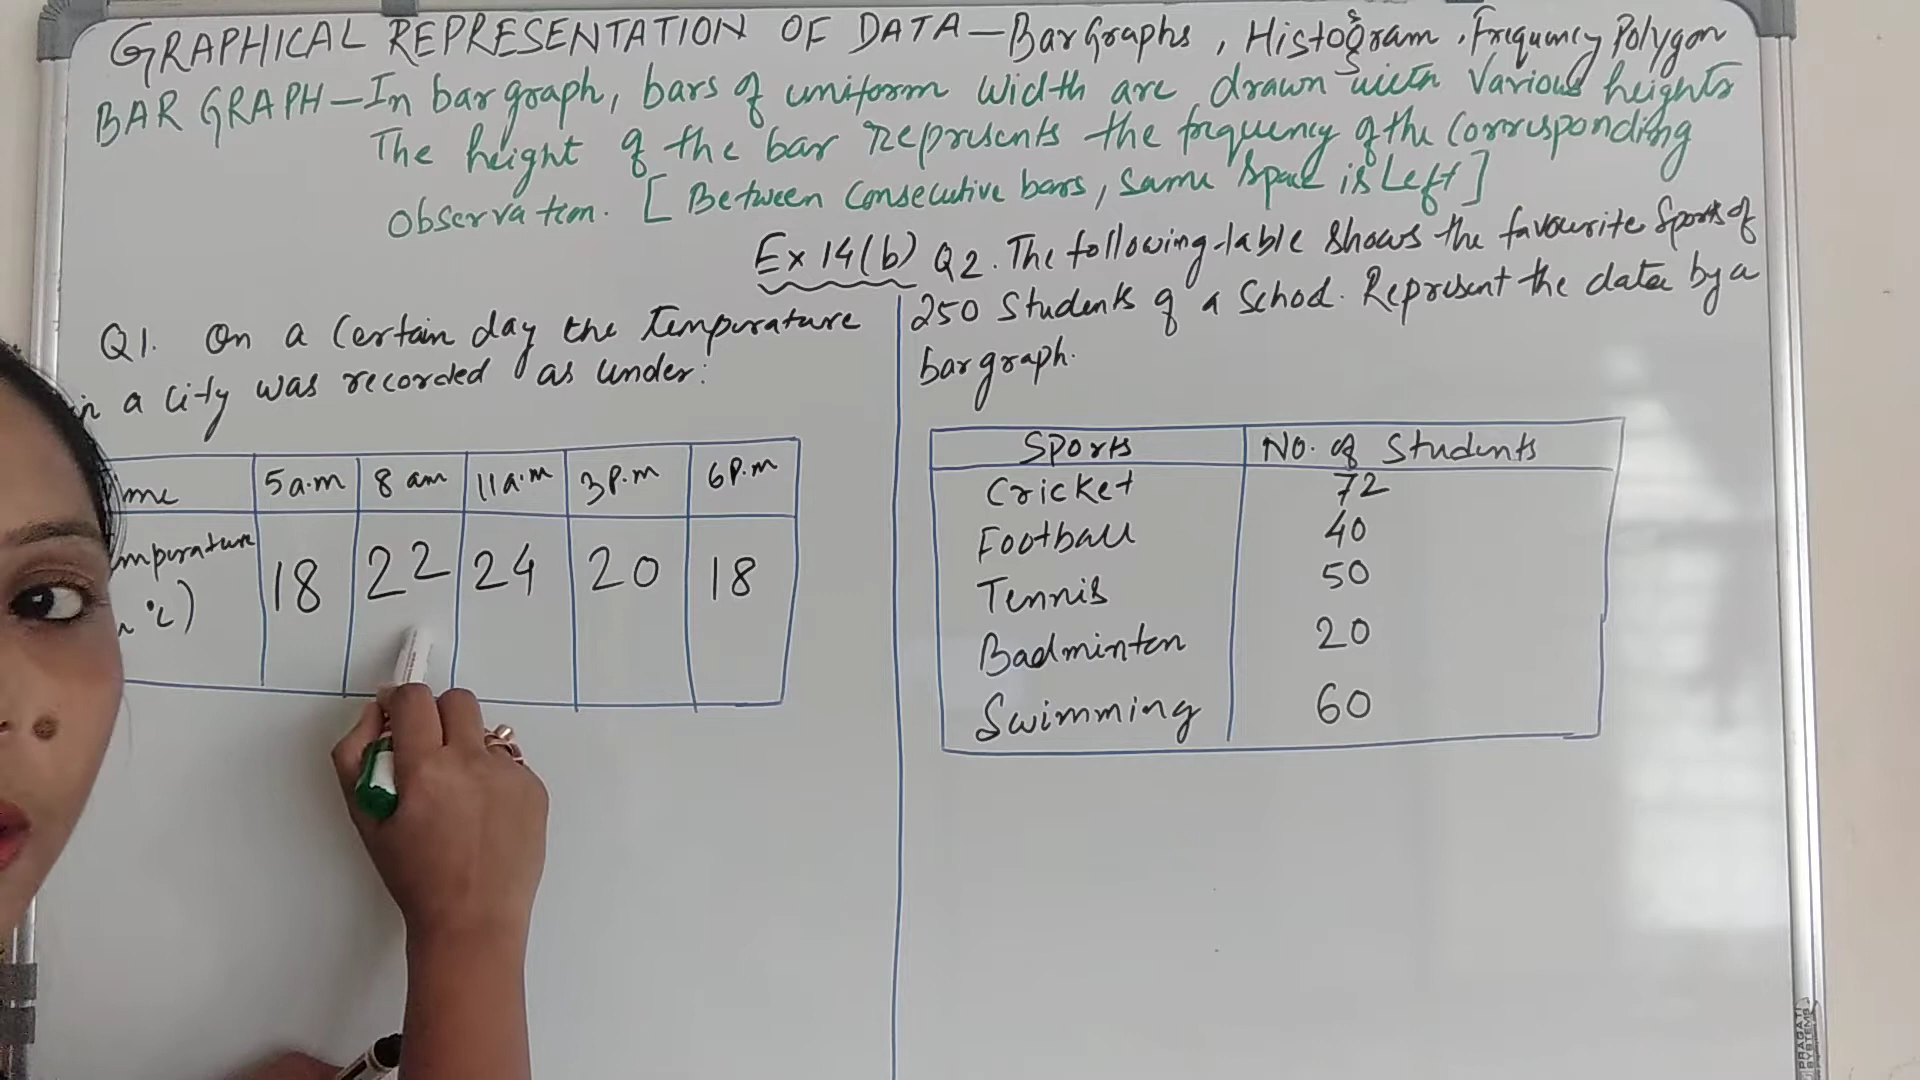 GRAPHICAL REPRESENTATION OF DATA – Bar Graphs, Histogram, Frequency Polygon
BAR GRAPH – In bar graph, bars of uniform width are drawn with various heights
The height of the bar represents the frequency of the corresponding
observation. [Between consecutive bars, same space is left]
Ex 14(b) Q2. The following table shows the favourite sports of
250 students of a school. Represent the data by a
bar graph.
Q1. On a certain day the temperature
in a city was recorded as under:
me 5 a.m 8 am 11 a.m 3 p.m 6 p.m
mperature 18 22 24 20 18
°c)
Sports No. of Students
Cricket 72
Football 40
Tennis 50
Badminton 20
Swimming 60
PRAGATI SYSTEMS